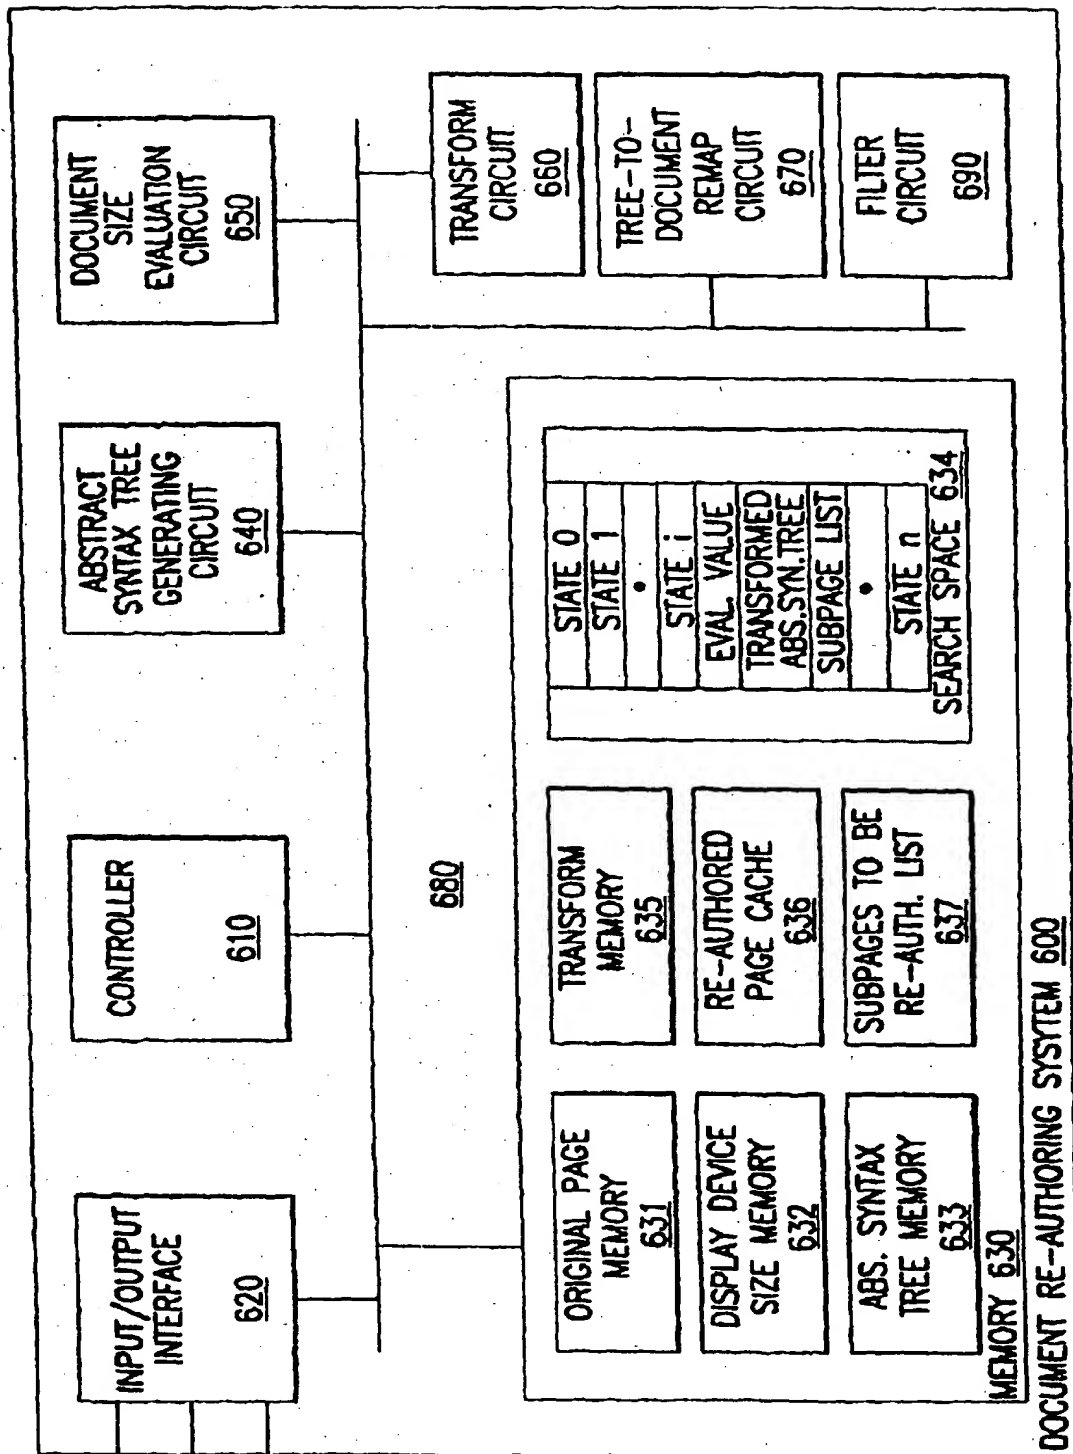 INPUT/OUTPUT
INTERFACE
620
CONTROLLER
610
ABSTRACT
SYNTAX TREE
GENERATING
CIRCUIT
640
DOCUMENT
SIZE
EVALUATION
CIRCUIT
650
680
TRANSFORM
CIRCUIT
660
TREE-TO-
DOCUMENT
REMAP
CIRCUIT
670
FILTER
CIRCUIT
690
ORIGINAL PAGE
MEMORY
631
DISPLAY DEVICE
SIZE MEMORY
632
ABS. SYNTAX
TREE MEMORY
633
TRANSFORM
MEMORY
635
RE-AUTHORED
PAGE CACHE
636
SUBPAGES TO BE
RE-AUTH. LIST
637
STATE 0
STATE 1
•
STATE i
EVAL. VALUE
TRANSFORMED
ABS.SYN.TREE
SUBPAGE LIST
•
STATE n
SEARCH SPACE 634
MEMORY 630
DOCUMENT RE-AUTHORING SYSYTEM 600